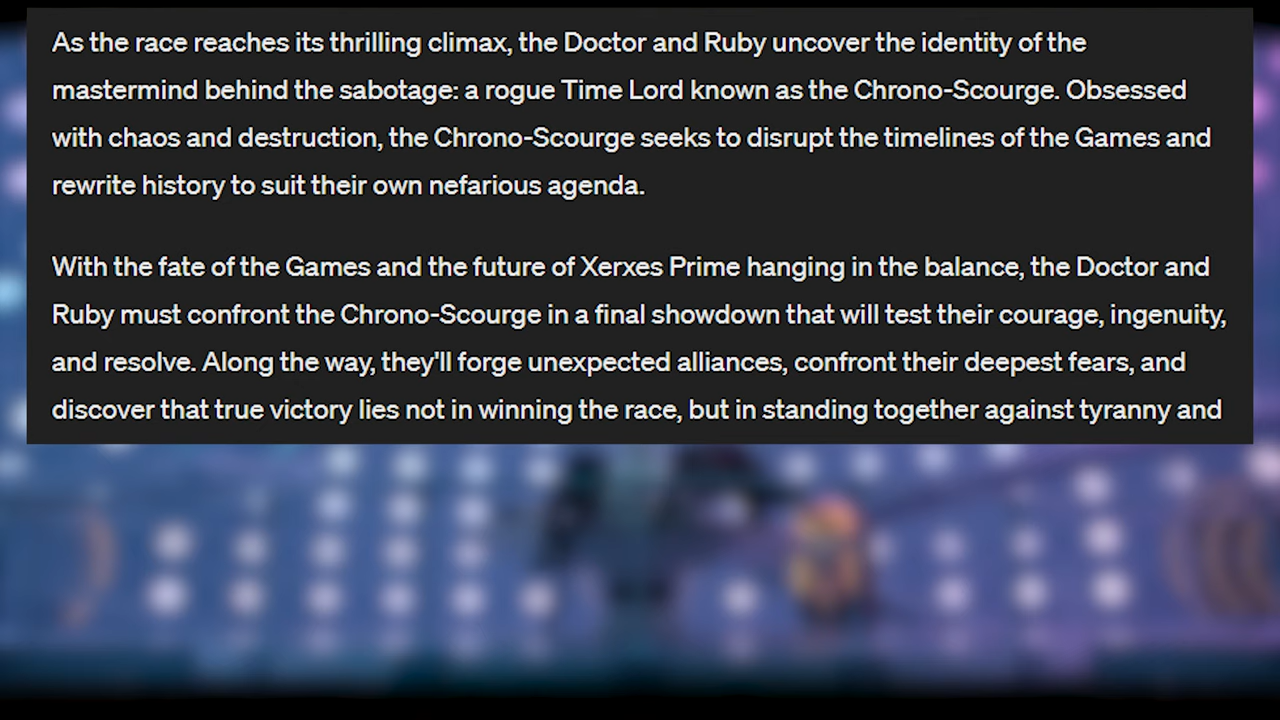 As the race reaches its thrilling climax, the Doctor and Ruby uncover the identity of the
mastermind behind the sabotage: a rogue Time Lord known as the Chrono-Scourge. Obsessed
with chaos and destruction, the Chrono-Scourge seeks to disrupt the timelines of the Games and
rewrite history to suit their own nefarious agenda.
With the fate of the Games and the future of Xerxes Prime hanging in the balance, the Doctor and
Ruby must confront the Chrono-Scourge in a final showdown that will test their courage, ingenuity,
and resolve. Along the way, they'll forge unexpected alliances, confront their deepest fears, and
discover that true victory lies not in winning the race, but in standing together against tyranny and